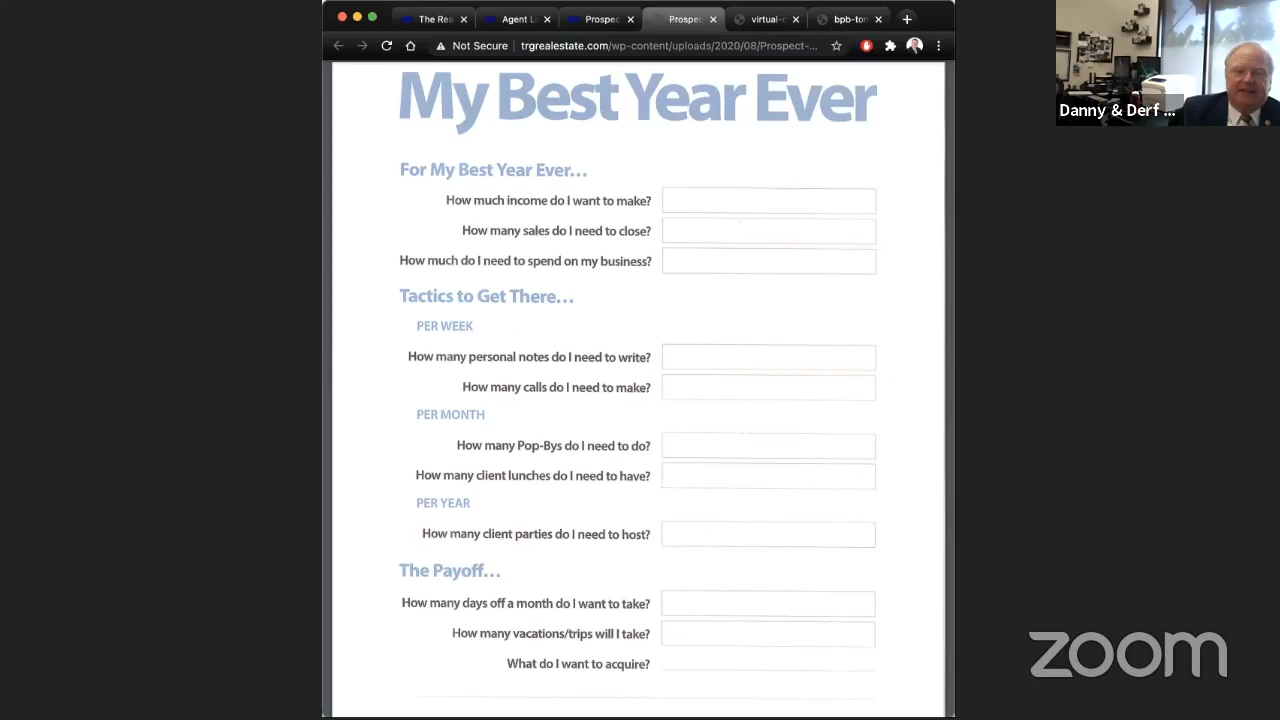 The Rea
Agent L
Prospec
Prospec
virtual-c
bpb-ton
Not Secure
trgrealestate.com/wp-content/uploads/2020/08/Prospect-...
Danny & Derf ...
My Best Year Ever
For My Best Year Ever...
How much income do I want to make?
How many sales do I need to close?
How much do I need to spend on my business?
Tactics to Get There...
PER WEEK
How many personal notes do I need to write?
How many calls do I need to make?
PER MONTH
How many Pop-Bys do I need to do?
How many client lunches do I need to have?
PER YEAR
How many client parties do I need to host?
The Payoff...
How many days off a month do I want to take?
How many vacations/trips will I take?
What do I want to acquire?
zoom